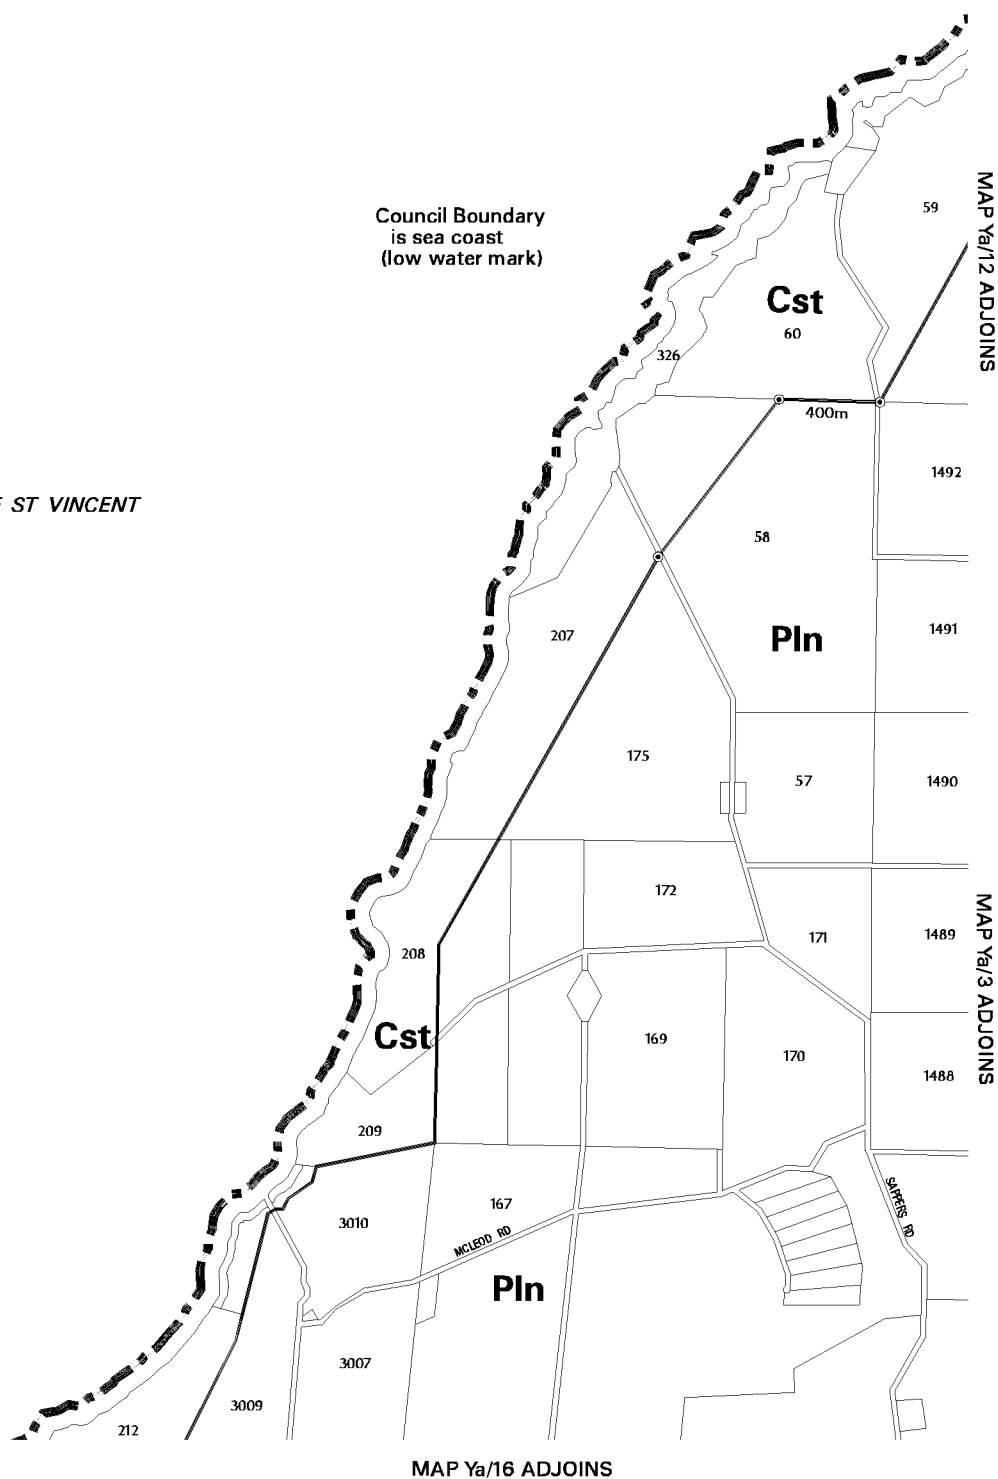 MAP Ya/12 ADJOINS
59
Council Boundary
is sea coast
(low water mark)
Cst
60
326
400m
1492
ST VINCENT
58
207
Pln
1491
175
57
1490
172
171
1489
MAP Ya/3 ADJOINS
208
Cst
169
170
1488
209
167
3010
MCLEOD RD
SAPPERS RD
Pln
3007
3009
212
MAP Ya/16 ADJOINS